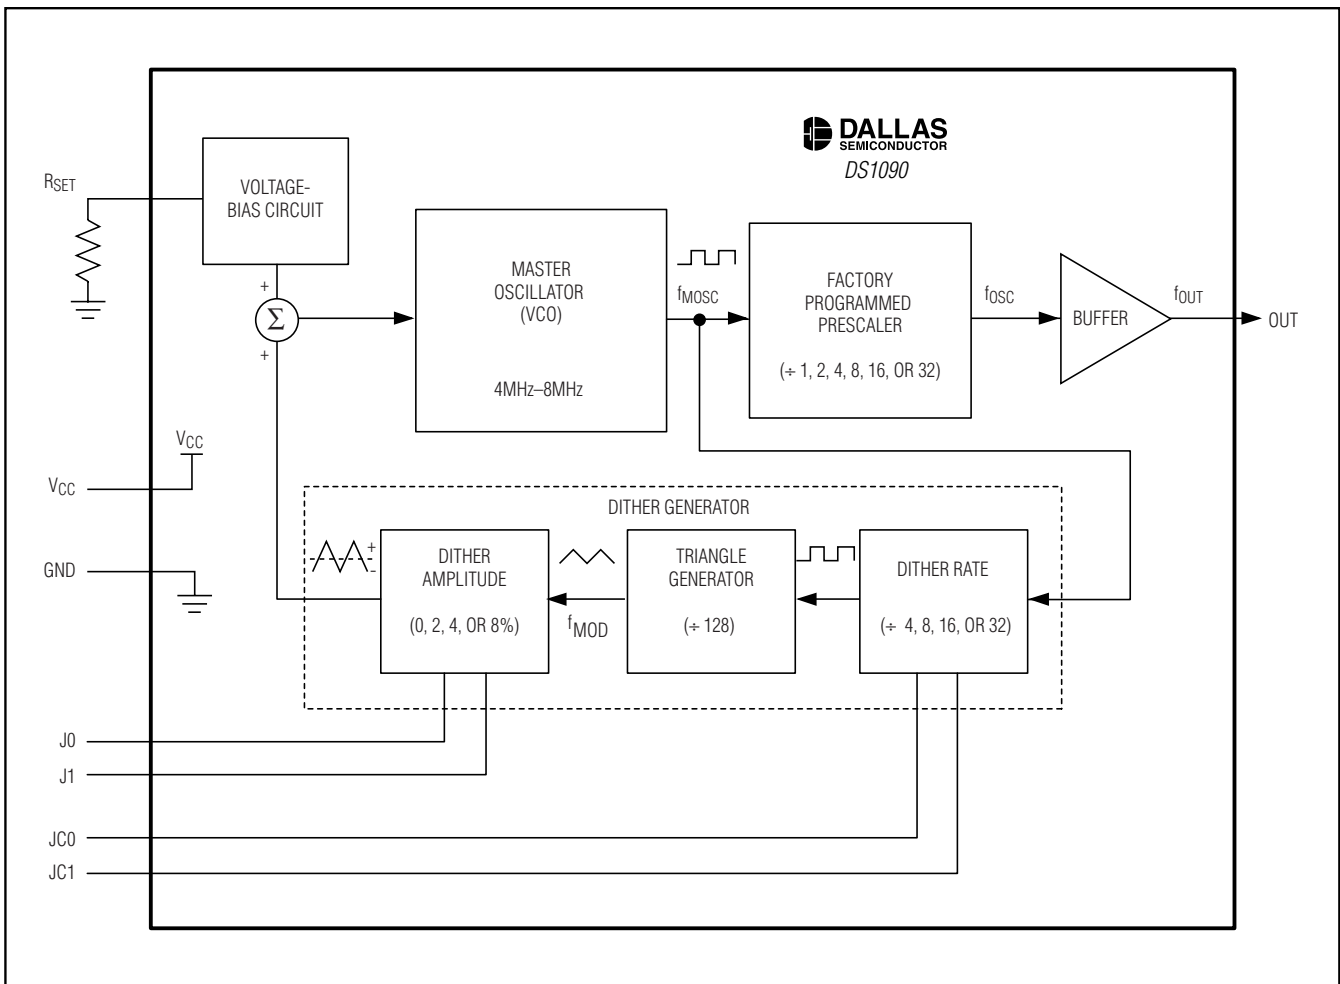 DALLAS
SEMICONDUCTOR
DS1090
RSET
VOLTAGE-
BIAS CIRCUIT
+
Σ
+
MASTER
OSCILLATOR
(VCO)
4MHz–8MHz
fMOSC
FACTORY
PROGRAMMED
PRESCALER
(÷ 1, 2, 4, 8, 16, OR 32)
fOSC
BUFFER
fOUT
OUT
VCC
VCC
GND
DITHER GENERATOR
+
-
DITHER
AMPLITUDE
(0, 2, 4, OR 8%)
fMOD
TRIANGLE
GENERATOR
(÷ 128)
DITHER RATE
(÷ 4, 8, 16, OR 32)
J0
J1
JC0
JC1